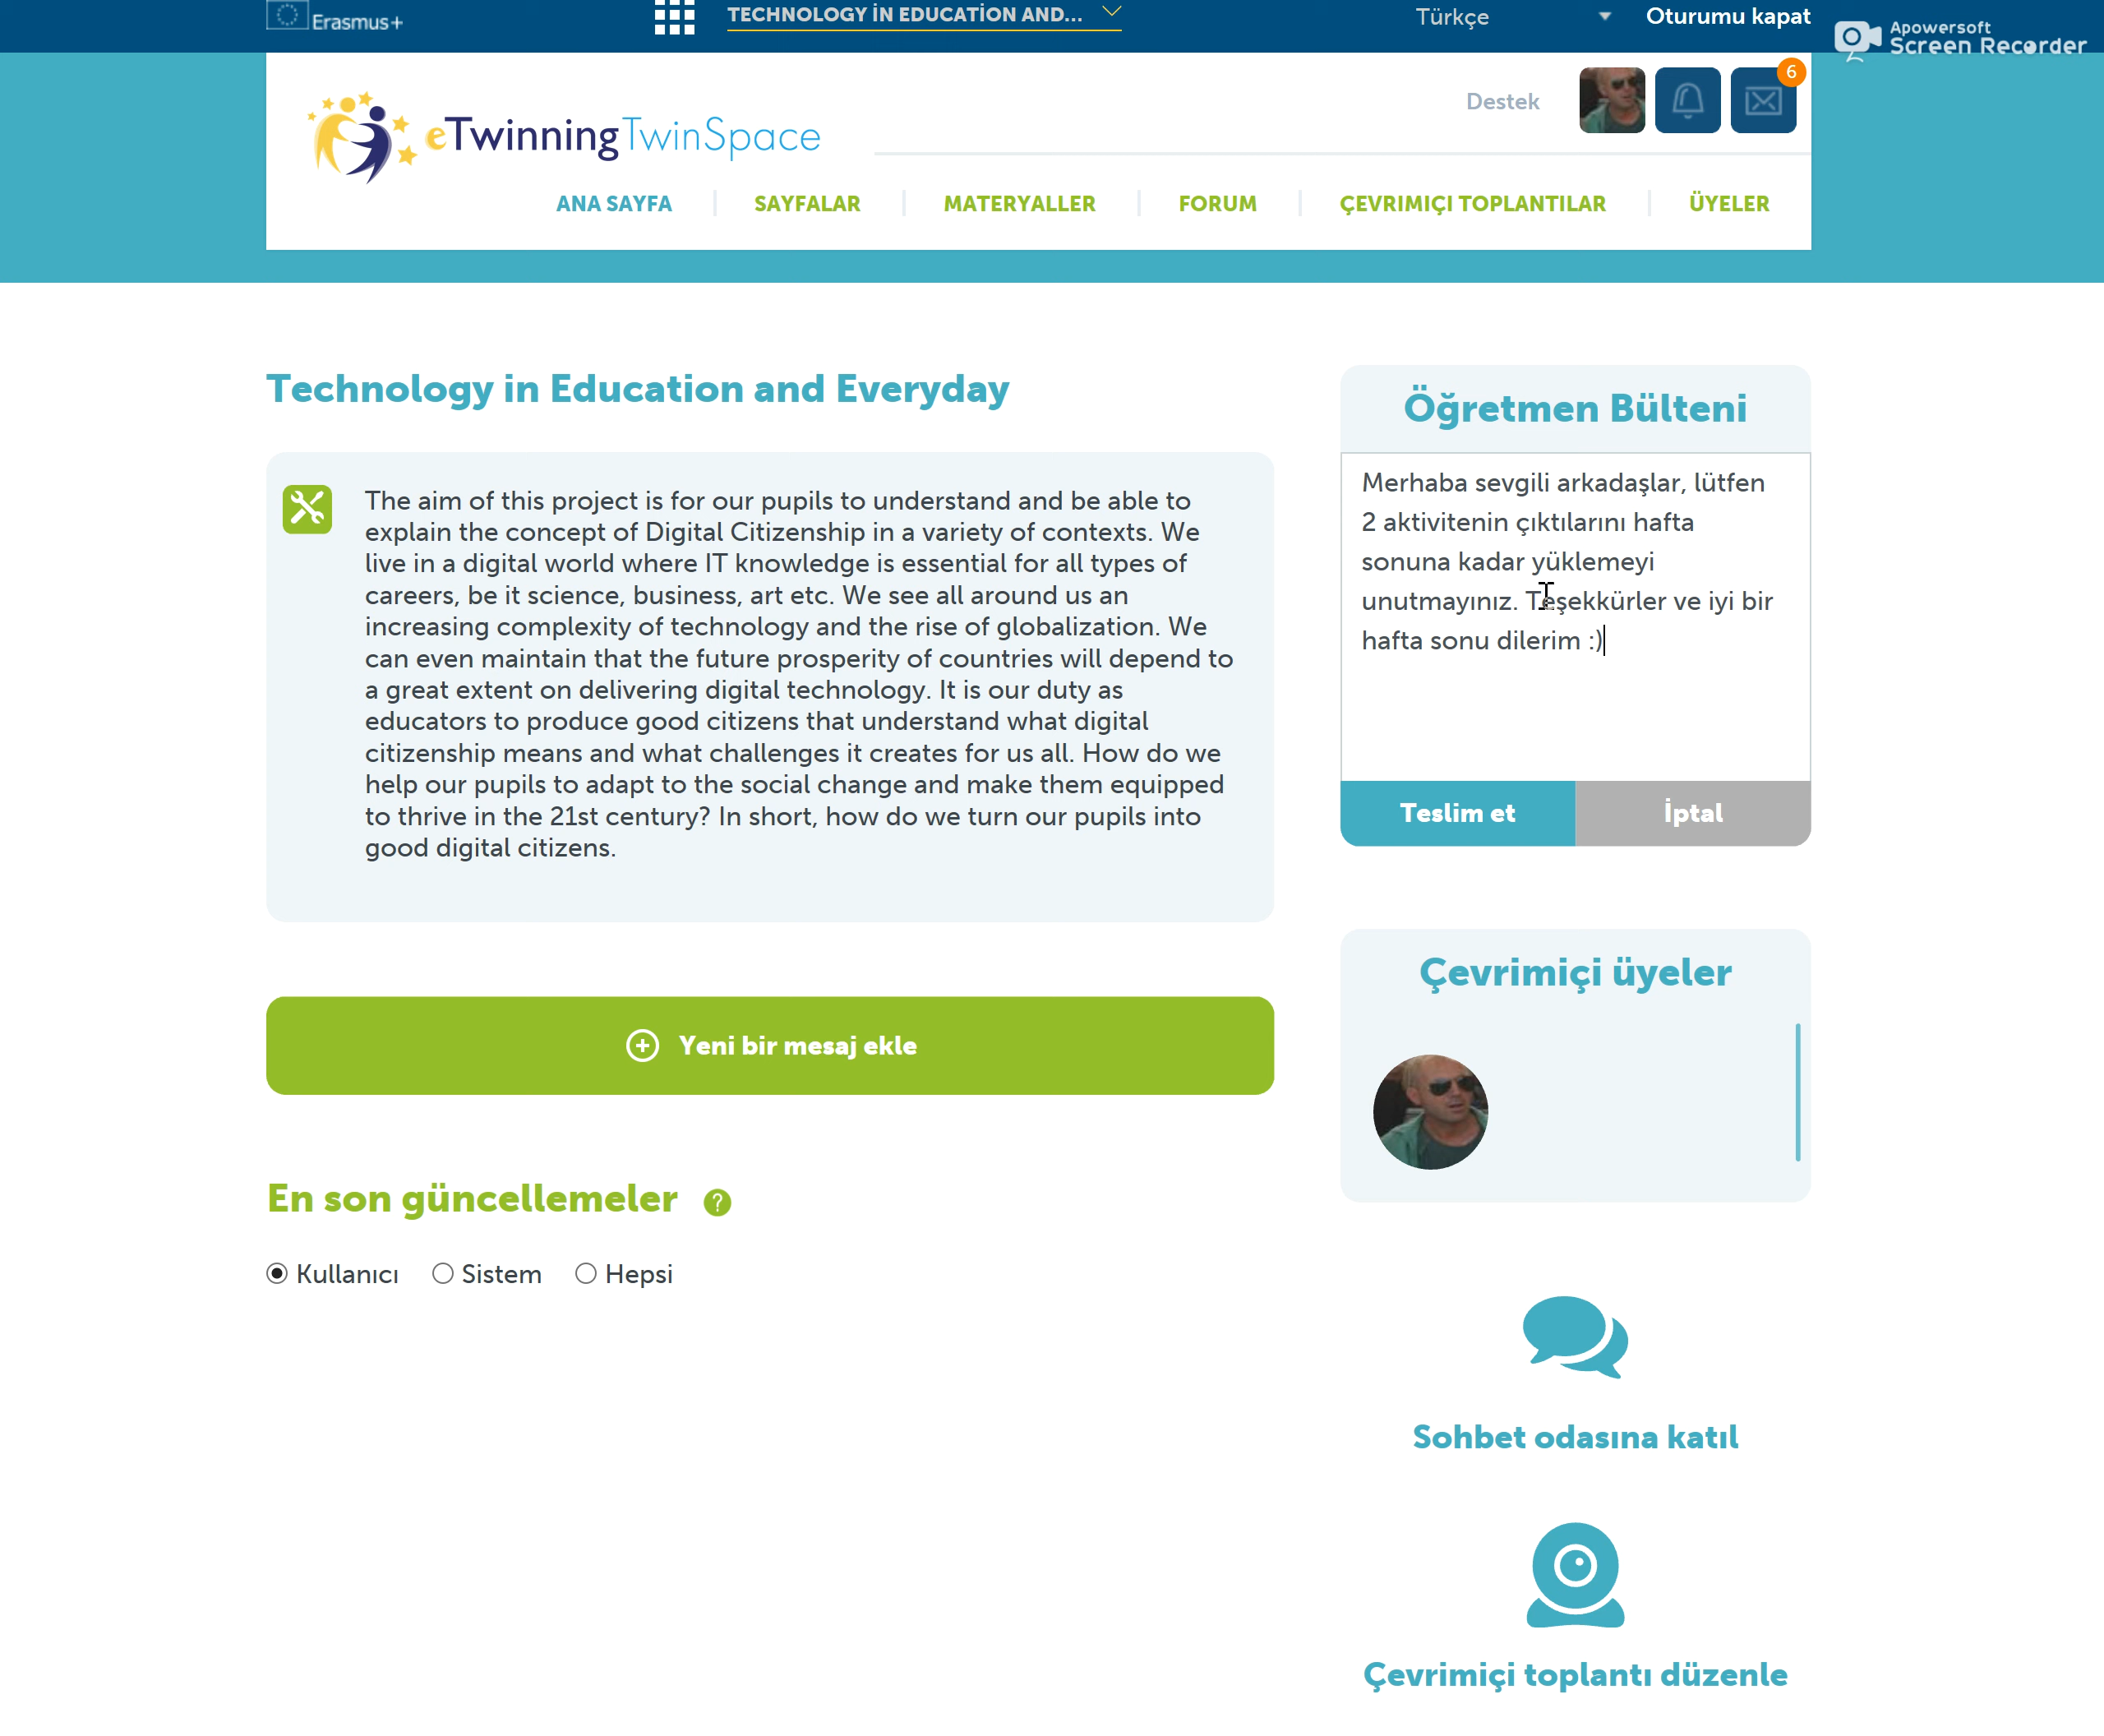 Erasmus+
TECHNOLOGY İN EDUCATİON AND...
Türkçe
Oturumu kapat
Apowersoft
Screen Recorder
eTwinningTwinSpace
Destek
6
ANA SAYFA
SAYFALAR
MATERYALLER
FORUM
ÇEVRIMIÇI TOPLANTILAR
ÜYELER
Technology in Education and Everyday
The aim of this project is for our pupils to understand and be able to
explain the concept of Digital Citizenship in a variety of contexts. We
live in a digital world where IT knowledge is essential for all types of
careers, be it science, business, art etc. We see all around us an
increasing complexity of technology and the rise of globalization. We
can even maintain that the future prosperity of countries will depend to
a great extent on delivering digital technology. It is our duty as
educators to produce good citizens that understand what digital
citizenship means and what challenges it creates for us all. How do we
help our pupils to adapt to the social change and make them equipped
to thrive in the 21st century? In short, how do we turn our pupils into
good digital citizens.
Yeni bir mesaj ekle
En son güncellemeler ?
Kullanıcı Sistem Hepsi
Öğretmen Bülteni
Merhaba sevgili arkadaşlar, lütfen
2 aktivitenin çıktılarını hafta
sonuna kadar yüklemeyi
unutmayınız. Teşekkürler ve iyi bir
hafta sonu dilerim :)
Teslim et
İptal
Çevrimiçi üyeler
Sohbet odasına katıl
Çevrimiçi toplantı düzenle